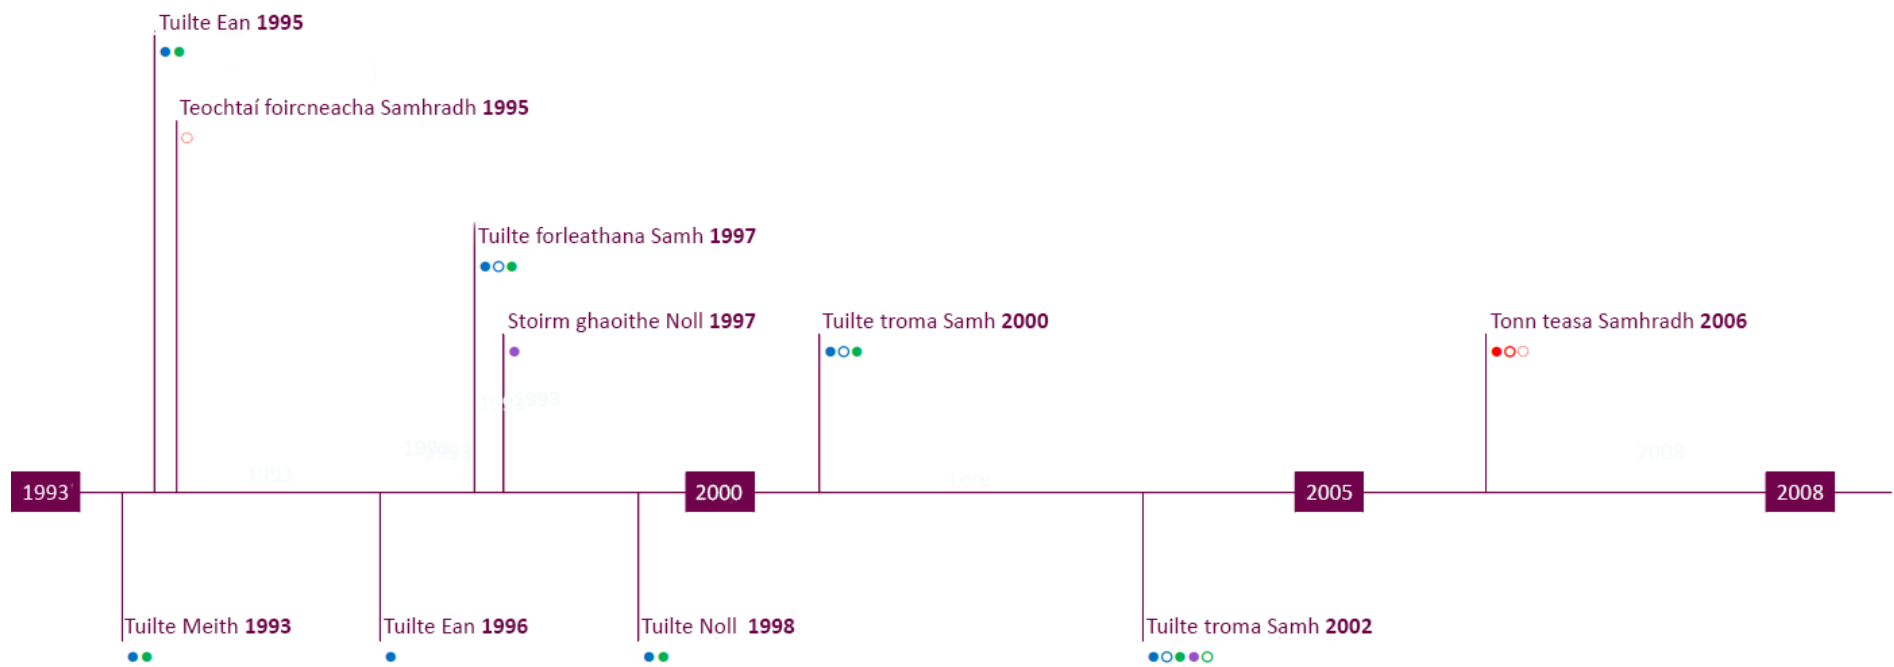 Tuilte Ean 1995
Teochtaí foircneacha Samhradh 1995
Tuilte forleathana Samh 1997
Stoirm ghaoithe Noll 1997
Tuilte troma Samh 2000
Tonn teasa Samhradh 2006
1993
2000
2005
2008
Tuilte Meith 1993
Tuilte Ean 1996
Tuilte Noll 1998
Tuilte troma Samh 2002